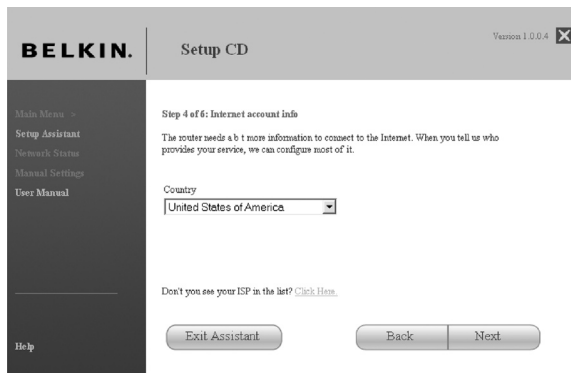 BELKIN.
Setup CD
Version 1.0.0.4
Main Menu >
Setup Assistant
Network Status
Manual Settings
User Manual
Help
Step 4 of 6: Internet account info
The router needs a b t more information to connect to the Internet. When you tell us who
provides your service, we can configure most of it.
Country
United States of America
Don't you see your ISP in the list? Click Here.
Exit Assistant
Back
Next